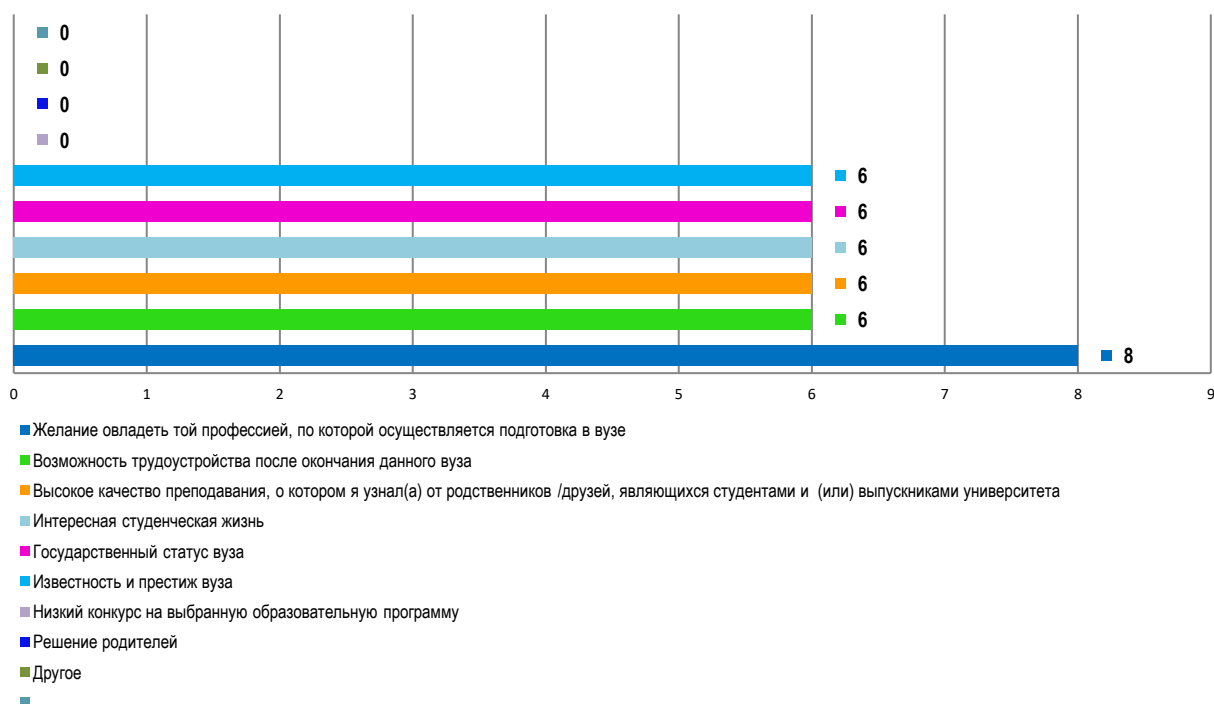 0
0
0
0
6
6
6
6
6
8
0 1 2 3 4 5 6 7 8 9
Желание овладеть той профессией, по которой осуществляется подготовка в вузе
Возможность трудоустройства после окончания данного вуза
Высокое качество преподавания, о котором я узнал(а) от родственников /друзей, являющихся студентами и (или) выпускниками университета
Интересная студенческая жизнь
Государственный статус вуза
Известность и престиж вуза
Низкий конкурс на выбранную образовательную программу
Решение родителей
Другое